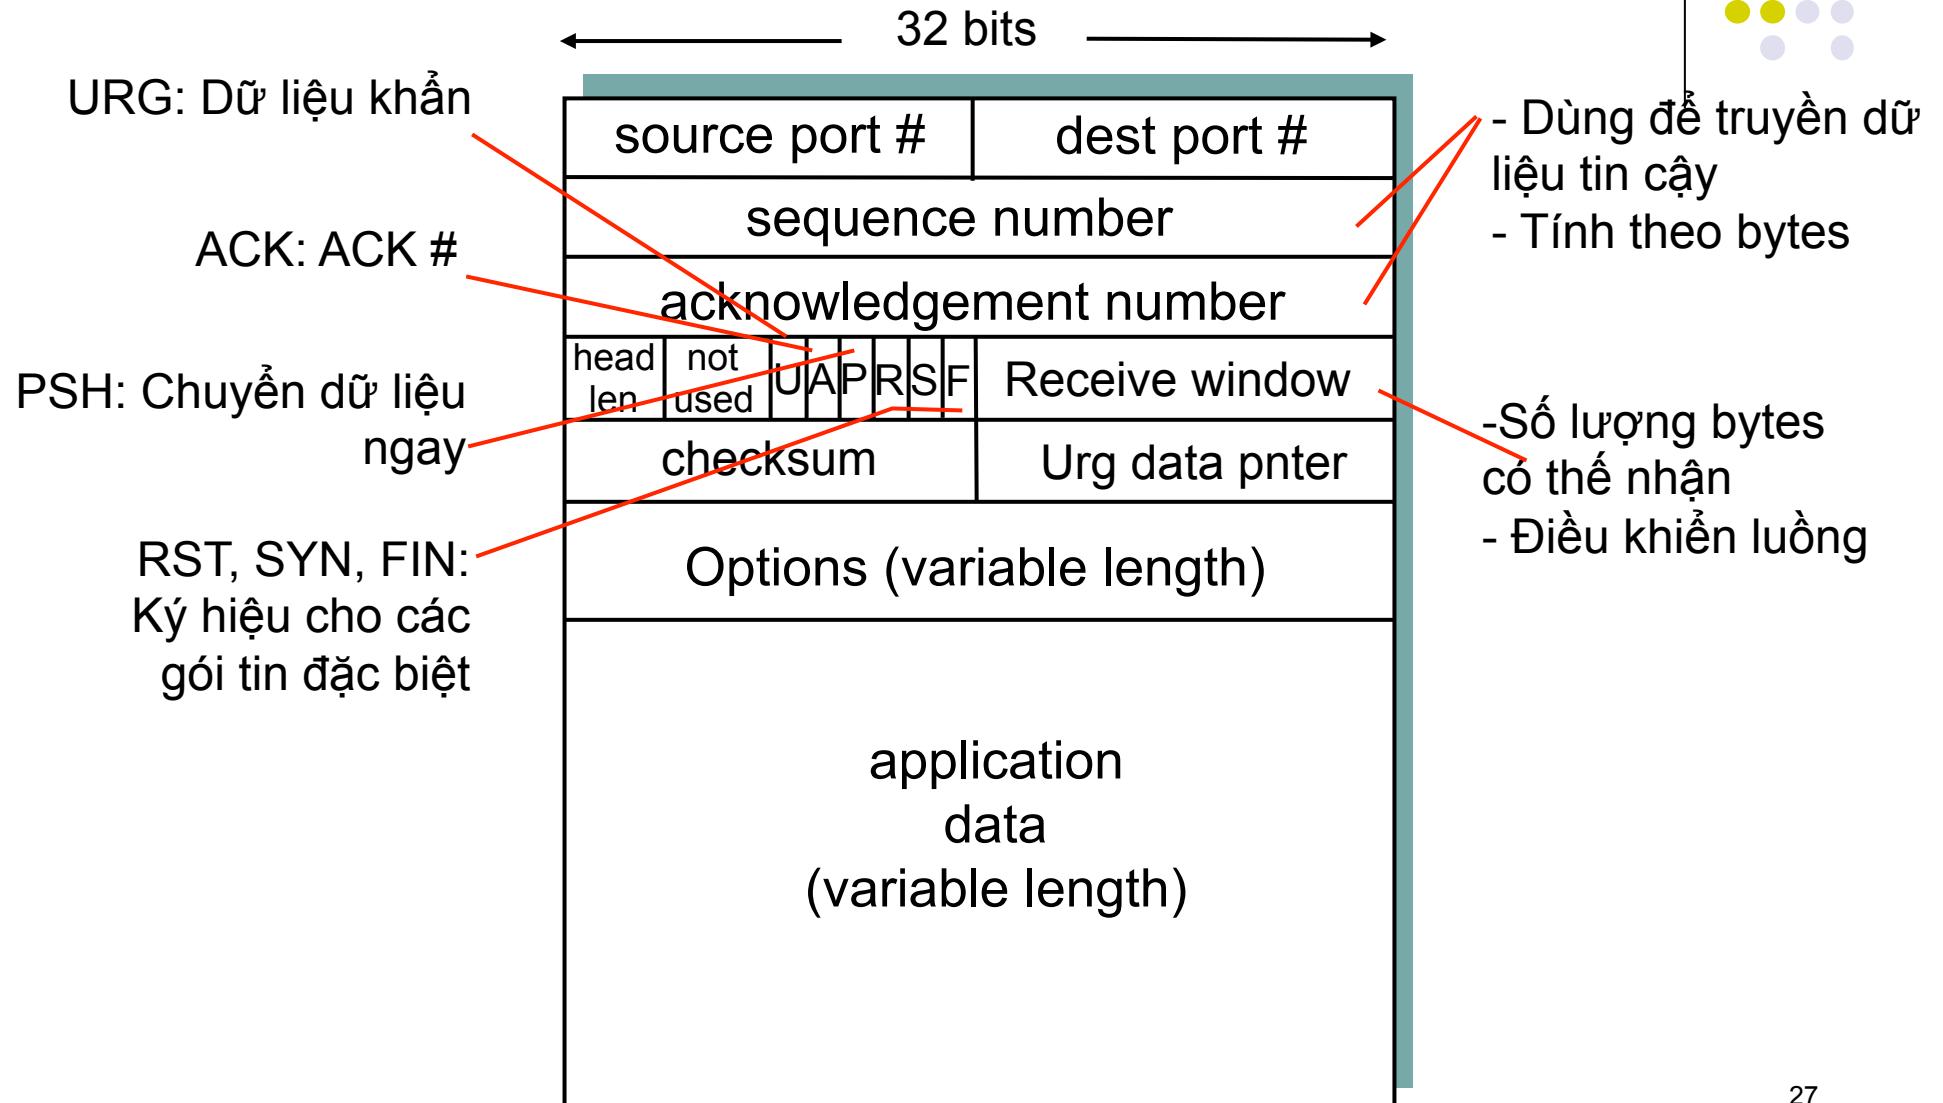 32 bits
URG: Dữ liệu khẩn
ACK: ACK #
PSH: Chuyển dữ liệu
ngay
RST, SYN, FIN:
Ký hiệu cho các
gói tin đặc biệt
source port #
dest port #
sequence number
acknowledgement number
head
len
not
used
U
A
P
R
S
F
Receive window
checksum
Urg data pnter
Options (variable length)
application
data
(variable length)
- Dùng để truyền dữ
liệu tin cậy
- Tính theo bytes
-Số lượng bytes
có thế nhận
- Điều khiển luồng
27